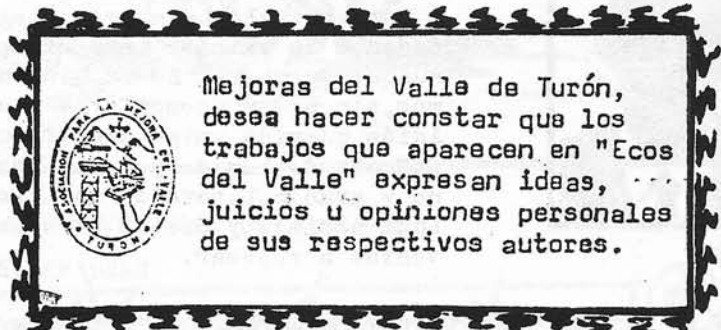 Mejoras del Valle de Turón,
desea hacer constar que los
trabajos que aparecen en "Ecos
del Valle" expresan ideas,
juicios u opiniones personales
de sus respectivos autores.
ASOCIACION PARA LA MEJORA DEL VALLE
TURON